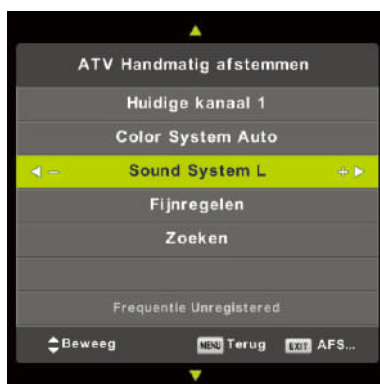 ATV Handmatig afstemmen
Huidige kanaal 1
Color System Auto
− Sound System L +
Fijnregelen
Zoeken
Frequentie Unregistered
Beweeg MENU Terug EXIT AFS...